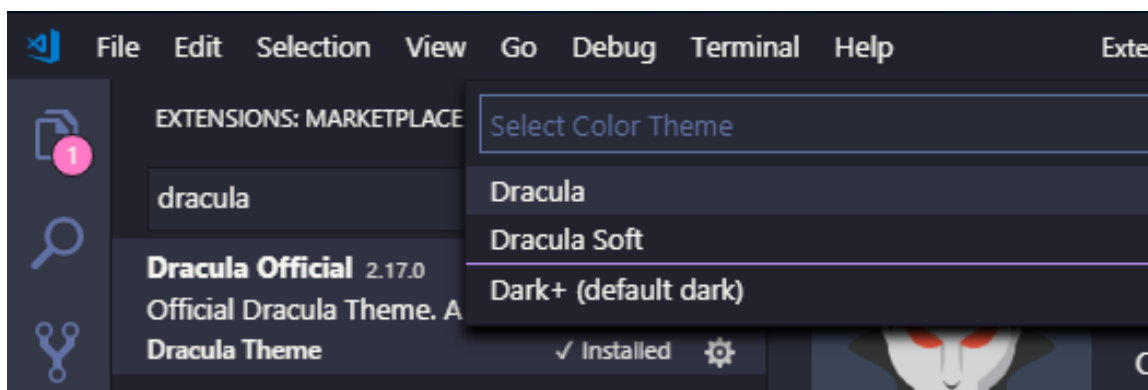 File Edit Selection View Go Debug Terminal Help
EXTENSIONS: MARKETPLACE
1
dracula
Dracula Official 2.17.0
Official Dracula Theme. A
Dracula Theme ✓ Installed
Select Color Theme
Dracula
Dracula Soft
Dark+ (default dark)